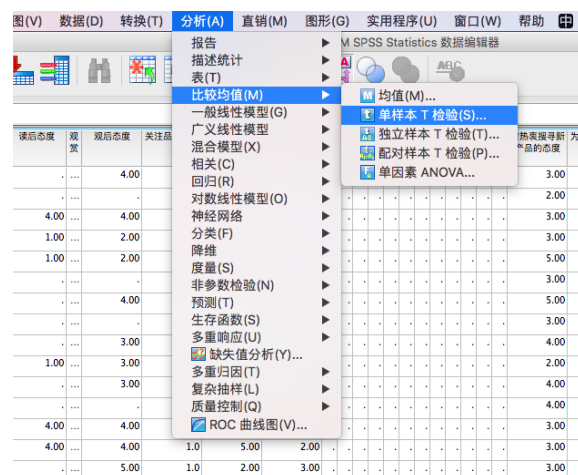 图(V) 数据(D) 转换(T) 分析(A) 直销(M) 图形(G) 实用程序(U) 窗口(W) 帮助
M SPSS Statistics 数据编辑器
报告
描述统计
表(T)
比较均值(M)
一般线性模型(G)
广义线性模型
混合模型(X)
相关(C)
回归(R)
对数线性模型(O)
神经网络
分类(F)
降维
度量(S)
非参数检验(N)
预测(T)
生存函数(S)
多重响应(U)
缺失值分析(Y)...
多重归因(T)
复杂抽样(L)
质量控制(Q)
ROC 曲线图(V)...
均值(M)...
单样本 T 检验(S)...
独立样本 T 检验(T)...
配对样本 T 检验(P)...
单因素 ANOVA...
读后态度 观赏 观后态度 关注品 热衷搜寻新产品的态度 为
. ... 4.00 3.00
. ... . 2.00
4.00 ... 4.00 3.00
1.00 ... 2.00 3.00
1.00 ... 2.00 5.00
. ... . 3.00
. ... 4.00 5.00
. ... . 3.00
. ... 3.00 4.00
1.00 ... 3.00 2.00
. ... 3.00 4.00
. ... . 4.00
4.00 ... 4.00 3.00
4.00 ... 4.00 1.0 5.00 2.00 . . . . . . . . . 3.00
. ... 5.00 1.0 2.00 3.00 . . . . . . . . . 3.00